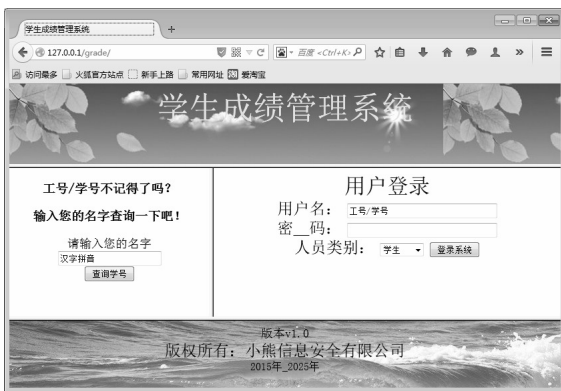 学生成绩管理系统
127.0.0.1/grade/
百度 <Ctrl+K>
访问最多 火狐官方站点 新手上路 常用网址 爱淘宝
学生成绩管理系统
工号/学号不记得了吗？
输入您的名字查询一下吧！
请输入您的名字
汉字拼音
查询学号
用户登录
用户名： 工号/学号
密__码：
人员类别： 学生 登录系统
版本v1.0
版权所有：小熊信息安全有限公司
2015年_2025年